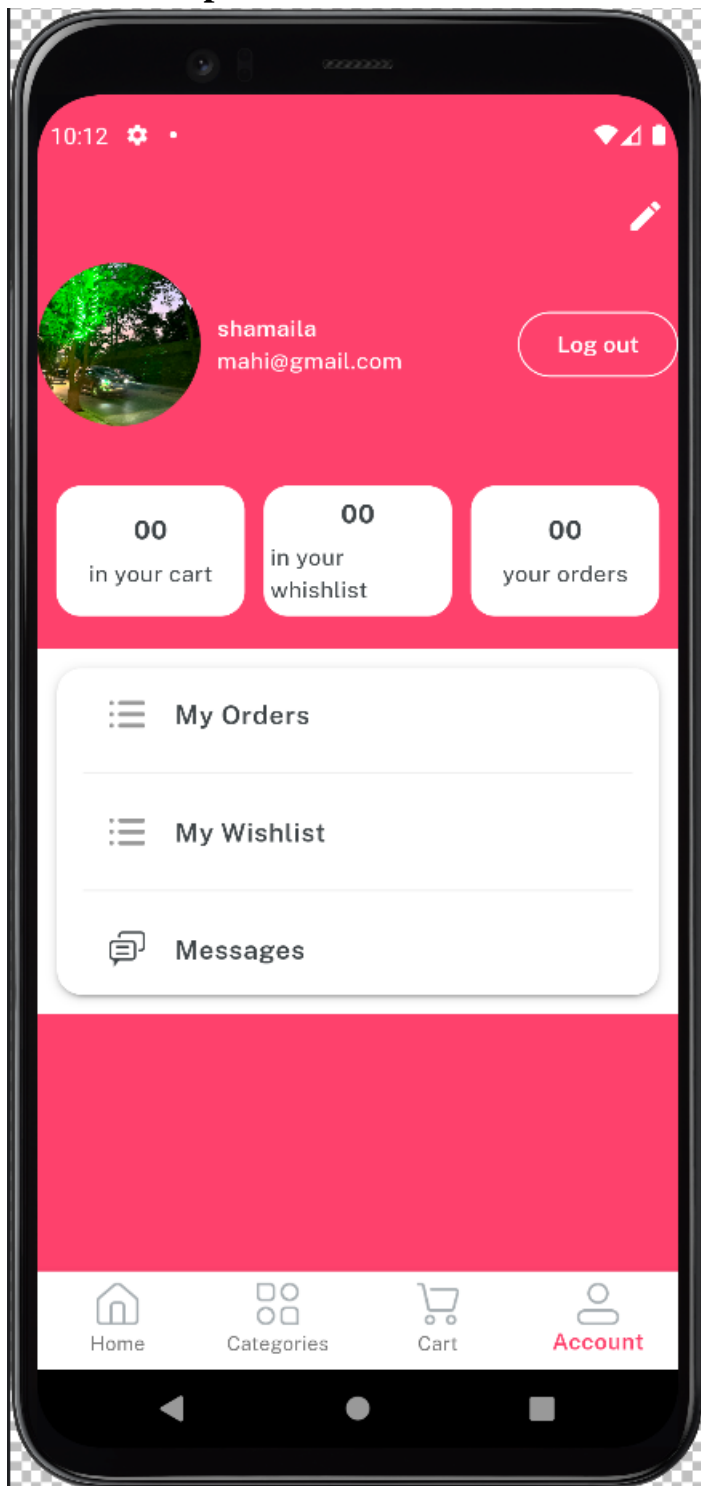 10:12
shamaila
mahi@gmail.com
Log out
00
in your cart
00
in your
whishlist
00
your orders
My Orders
My Wishlist
Messages
Home
Categories
Cart
Account